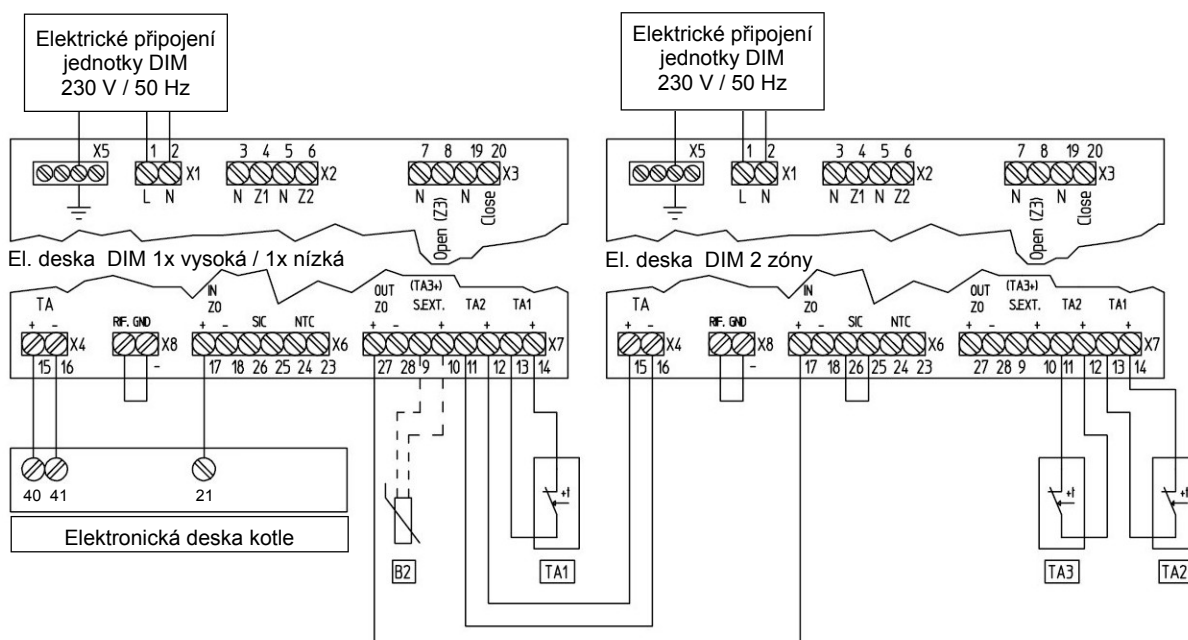 Elektrické připojení
jednotky DIM
230 V / 50 Hz
X5
1 2
X1
L N
3 4 5 6
X2
N Z1 N Z2
7 8 19 20
X3
N Open (Z3) N Close
El. deska DIM 1x vysoká / 1x nízká
TA
+ -
X4
15 16
RIF. GND
X8
-
IN
Z0
+ - SIC NTC
X6
17 18 26 25 24 23
OUT (TA3+)
Z0 S.EXT. TA2 TA1
+ - + + +
X7
27 28 9 10 11 12 13 14
40 41 21
Elektronická deska kotle
B2
TA1
Elektrické připojení
jednotky DIM
230 V / 50 Hz
X5
1 2
X1
L N
3 4 5 6
X2
N Z1 N Z2
7 8 19 20
X3
N Open (Z3) N Close
El. deska DIM 2 zóny
TA
+ -
X4
15 16
RIF. GND
X8
-
IN
Z0
+ - SIC NTC
X6
17 18 26 25 24 23
OUT (TA3+)
Z0 S.EXT. TA2 TA1
+ - + + +
X7
27 28 9 10 11 12 13 14
+t
+t
+t
TA3
TA2